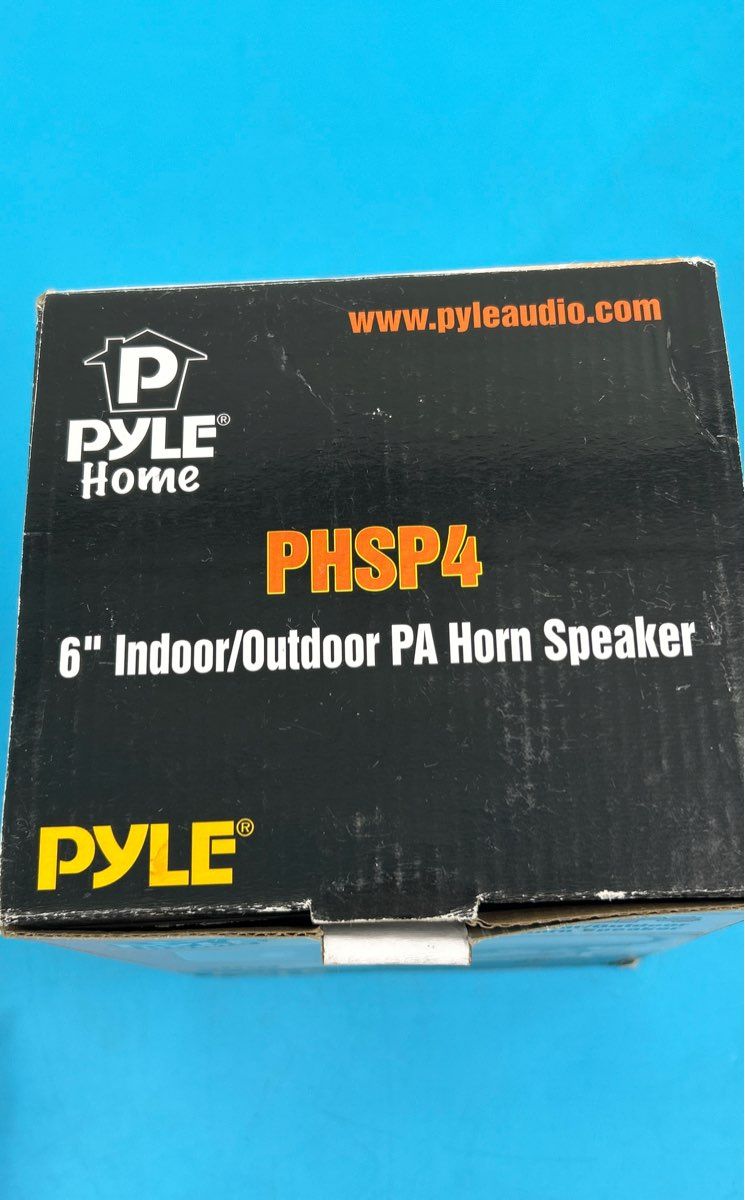 www.pyleaudio.com
P
PYLE®
Home
PHSP4
6" Indoor/Outdoor PA Horn Speaker
PYLE®